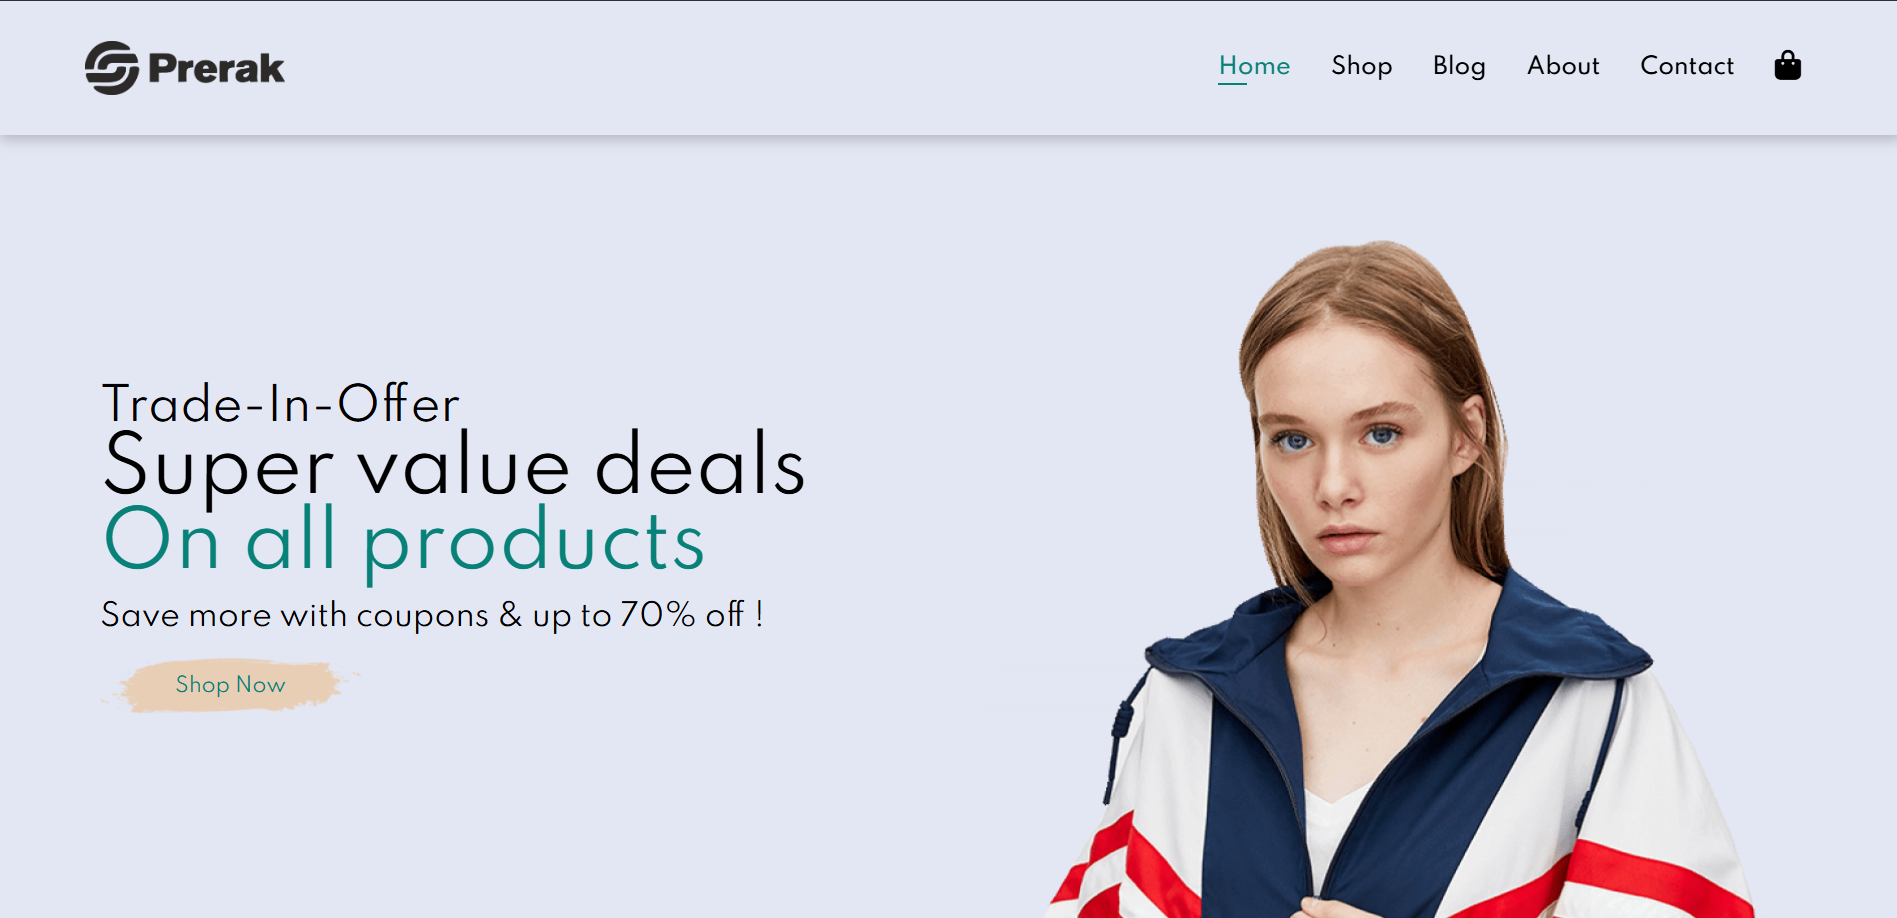 Prerak
Home Shop Blog About Contact
Trade-In-Offer
Super value deals
On all products
Save more with coupons & up to 70% off !
Shop Now